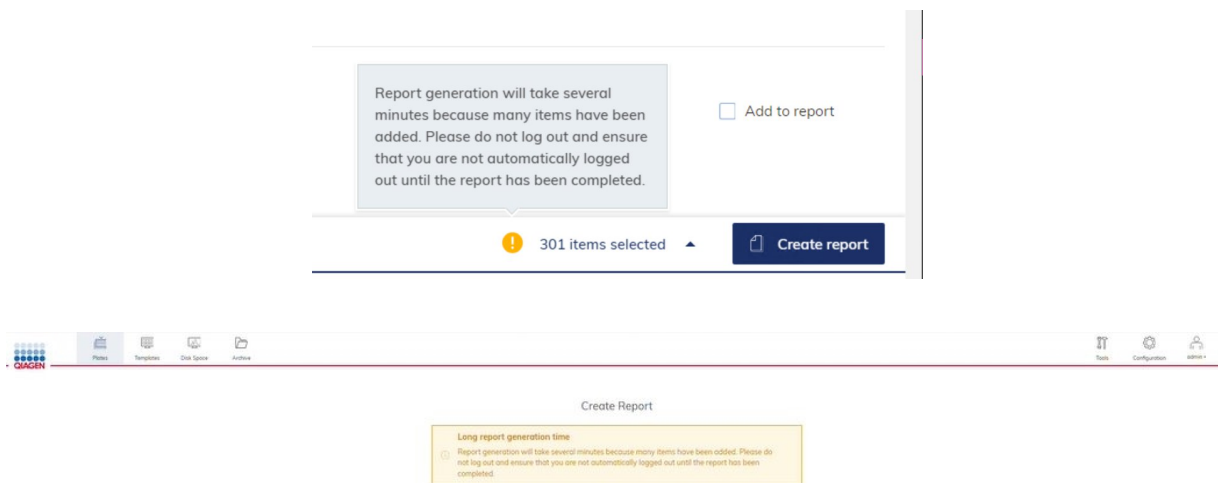 Report generation will take several
minutes because many items have been
added. Please do not log out and ensure
that you are not automatically logged
out until the report has been completed.
Add to report
301 items selected
Create report
QIAGEN
Plates
Templates
Disk Space
Archive
Tools
Configuration
admin
Create Report
Long report generation time
Report generation will take several minutes because many items have been added. Please do
not log out and ensure that you are not automatically logged out until the report has been
completed.